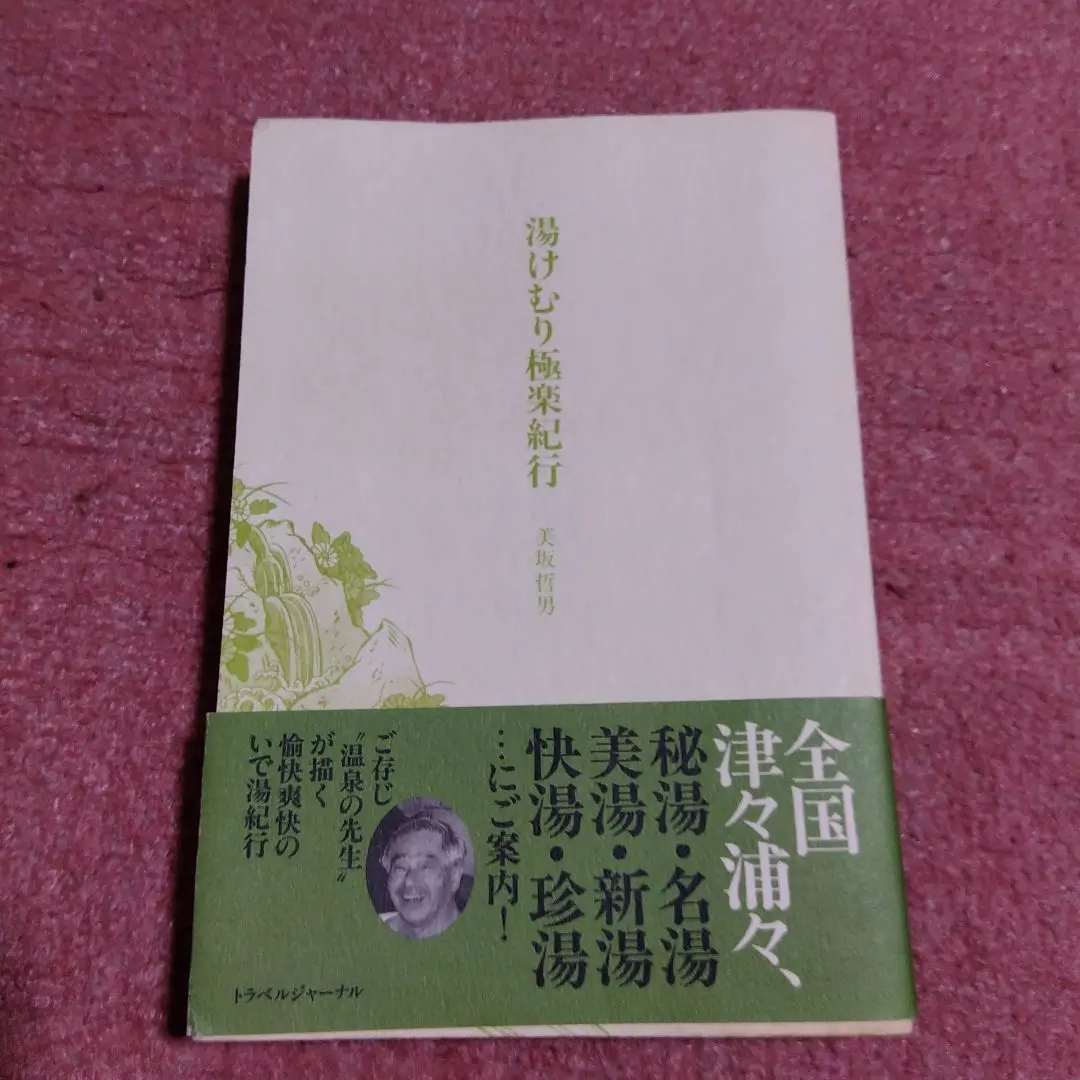 湯けむり極楽紀行
美坂哲男
全国
津々浦々、
秘湯・名湯
美湯・新湯
快湯・珍湯
…にご案内!
ご存じ
〝温泉の先生〟
が描く
愉快爽快の
いで湯紀行
トラベルジャーナル